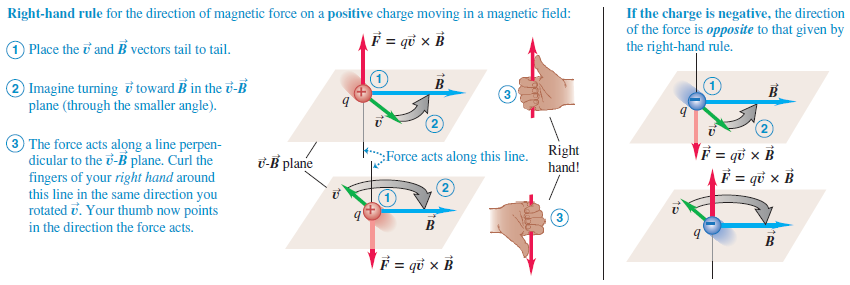 Right-hand rule for the direction of magnetic force on a positive charge moving in a magnetic field:
1 Place the v⃗ and B⃗ vectors tail to tail.
2 Imagine turning v⃗ toward B⃗ in the v⃗-B⃗
plane (through the smaller angle).
3 The force acts along a line perpen-
dicular to the v⃗-B⃗ plane. Curl the
fingers of your right hand around
this line in the same direction you
rotated v⃗. Your thumb now points
in the direction the force acts.
F⃗ = qv⃗ × B⃗
1
B⃗
q
v⃗
2
v⃗-B⃗ plane
Force acts along this line.
v⃗
2
1
q
B⃗
F⃗ = qv⃗ × B⃗
3
Right
hand!
3
If the charge is negative, the direction
of the force is opposite to that given by
the right-hand rule.
1
B⃗
q
v⃗
2
F⃗ = qv⃗ × B⃗
F⃗ = qv⃗ × B⃗
v⃗
q
B⃗